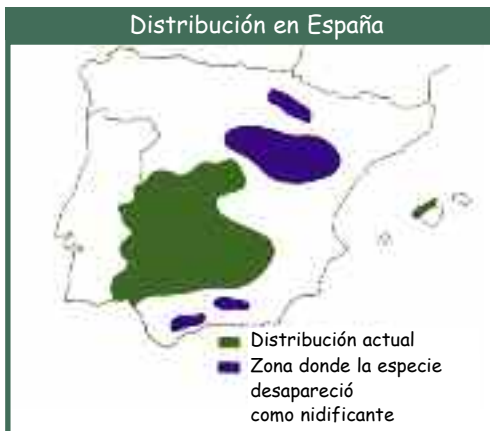 Distribución en España
Distribución actual
Zona donde la especie
desapareció
como nidificante